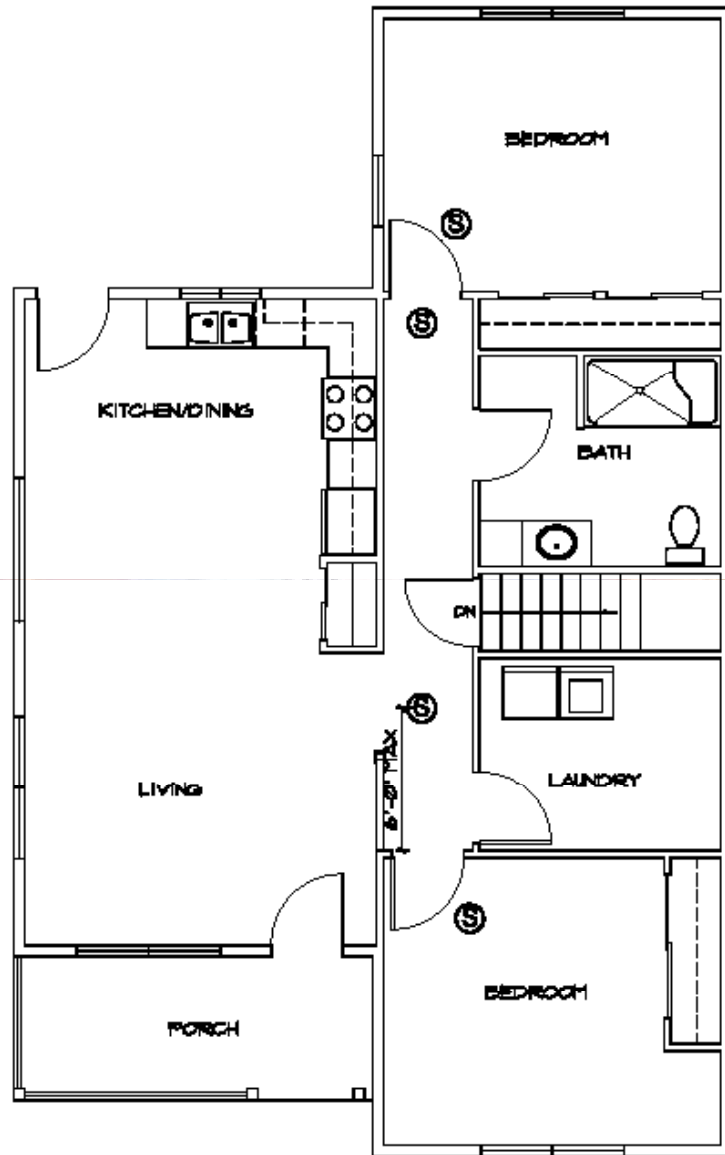 BEDROOM
S
S
KITCHEN/DINING
BATH
DN
S
6'-0" MAX
LIVING
LAUNDRY
S
BEDROOM
PORCH